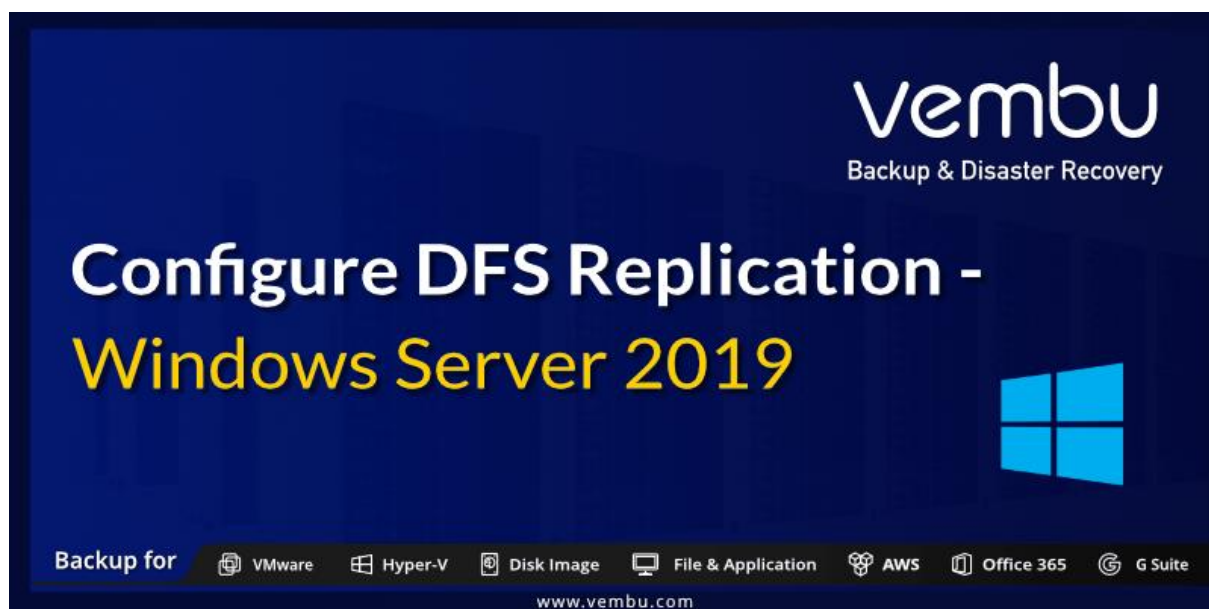 vembu
Backup & Disaster Recovery
Configure DFS Replication -
Windows Server 2019
Backup for VMware Hyper-V Disk Image File & Application AWS Office 365 G Suite
www.vembu.com